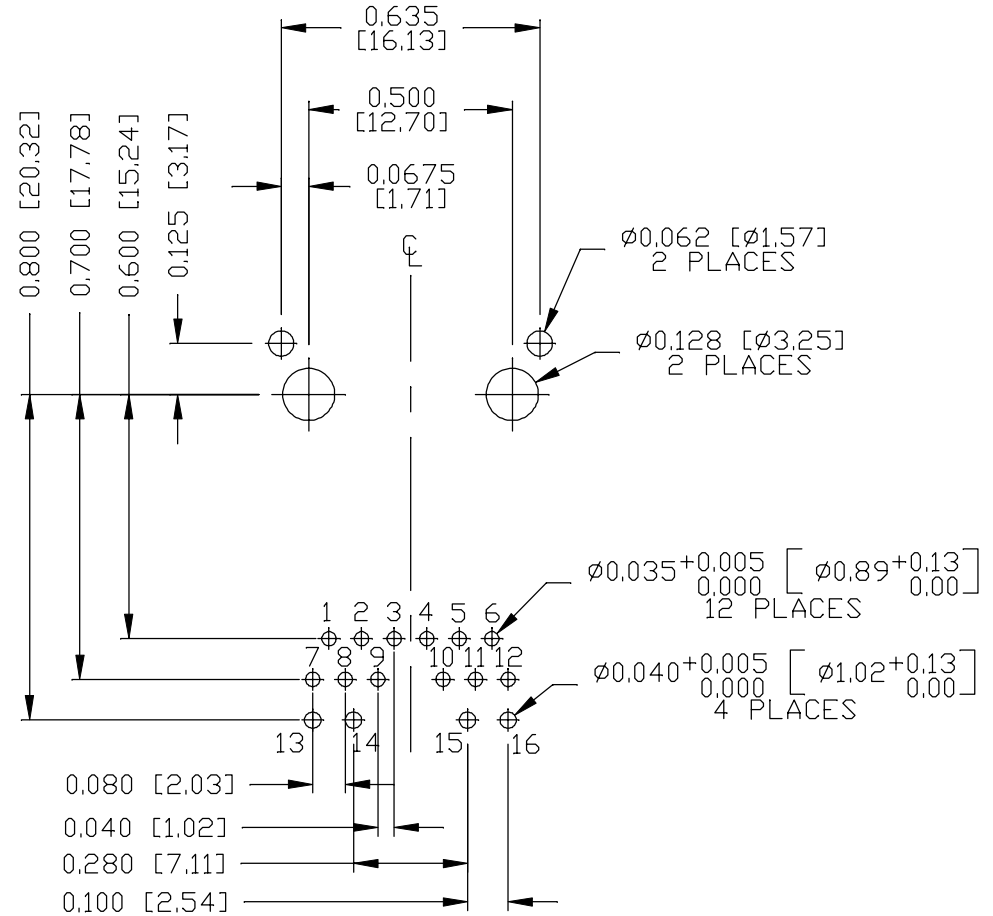 0.635
[16.13]
0.500
[12.70]
0.0675
[1.71]
0.800 [20.32]
0.700 [17.78]
0.600 [15.24]
0.125 [3.17]
CL
Ø0.062 [Ø1.57]
2 PLACES
Ø0.128 [Ø3.25]
2 PLACES
Ø0.035+0.005 [Ø0.89+0.13]
0.000 0.00
12 PLACES
1 2 3 4 5 6
7 8 9 10 11 12
Ø0.040+0.005 [Ø1.02+0.13]
0.000 0.00
4 PLACES
13 14 15 16
0.080 [2.03]
0.040 [1.02]
0.280 [7.11]
0.100 [2.54]